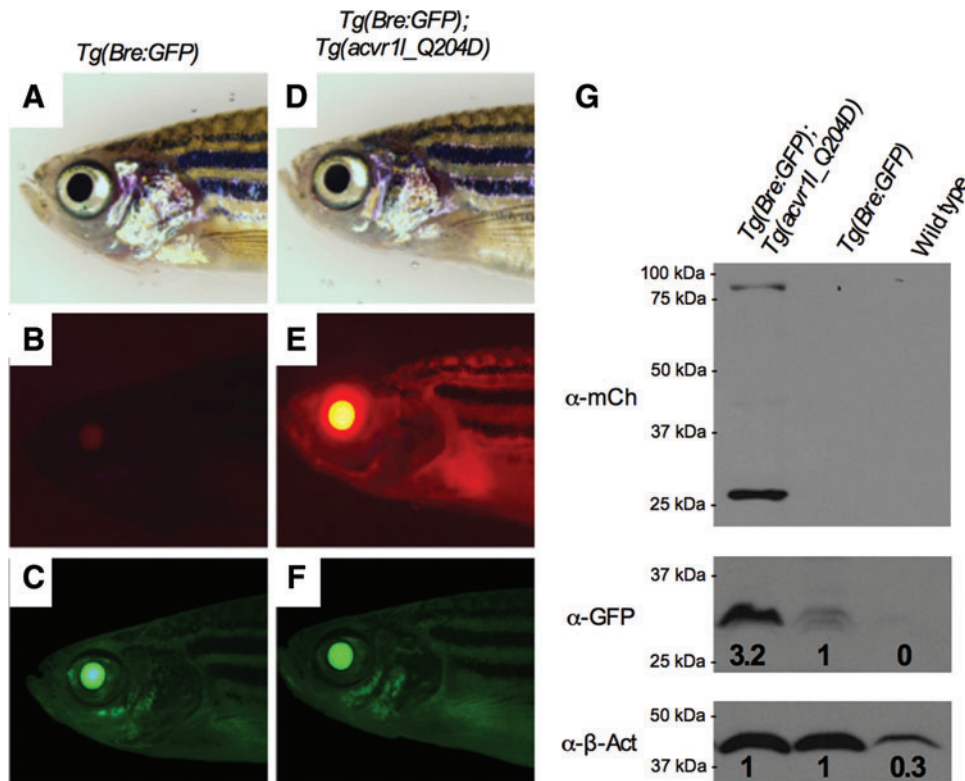 Tg(Bre:GFP)
Tg(Bre:GFP);
Tg(acvr1l_Q204D)
A
D
B
E
C
F
G
Tg(Bre:GFP);
Tg(acvr1l_Q204D)
Tg(Bre:GFP)
Wild type
100 kDa -
75 kDa -
50 kDa -
α-mCh
37 kDa -
25 kDa -
37 kDa -
α-GFP
25 kDa -
3.2 1 0
50 kDa -
α-β-Act
37 kDa -
1 1 0.3